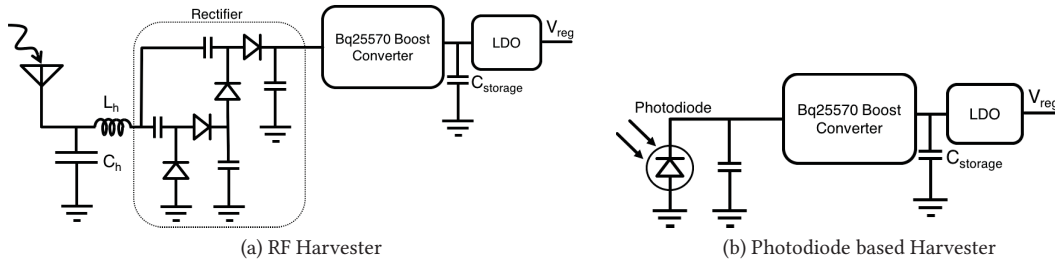 Rectifier
Bq25570 Boost
Converter
LDO
V_reg
C_storage
L_h
C_h
(a) RF Harvester
Photodiode
Bq25570 Boost
Converter
LDO
V_reg
C_storage
(b) Photodiode based Harvester